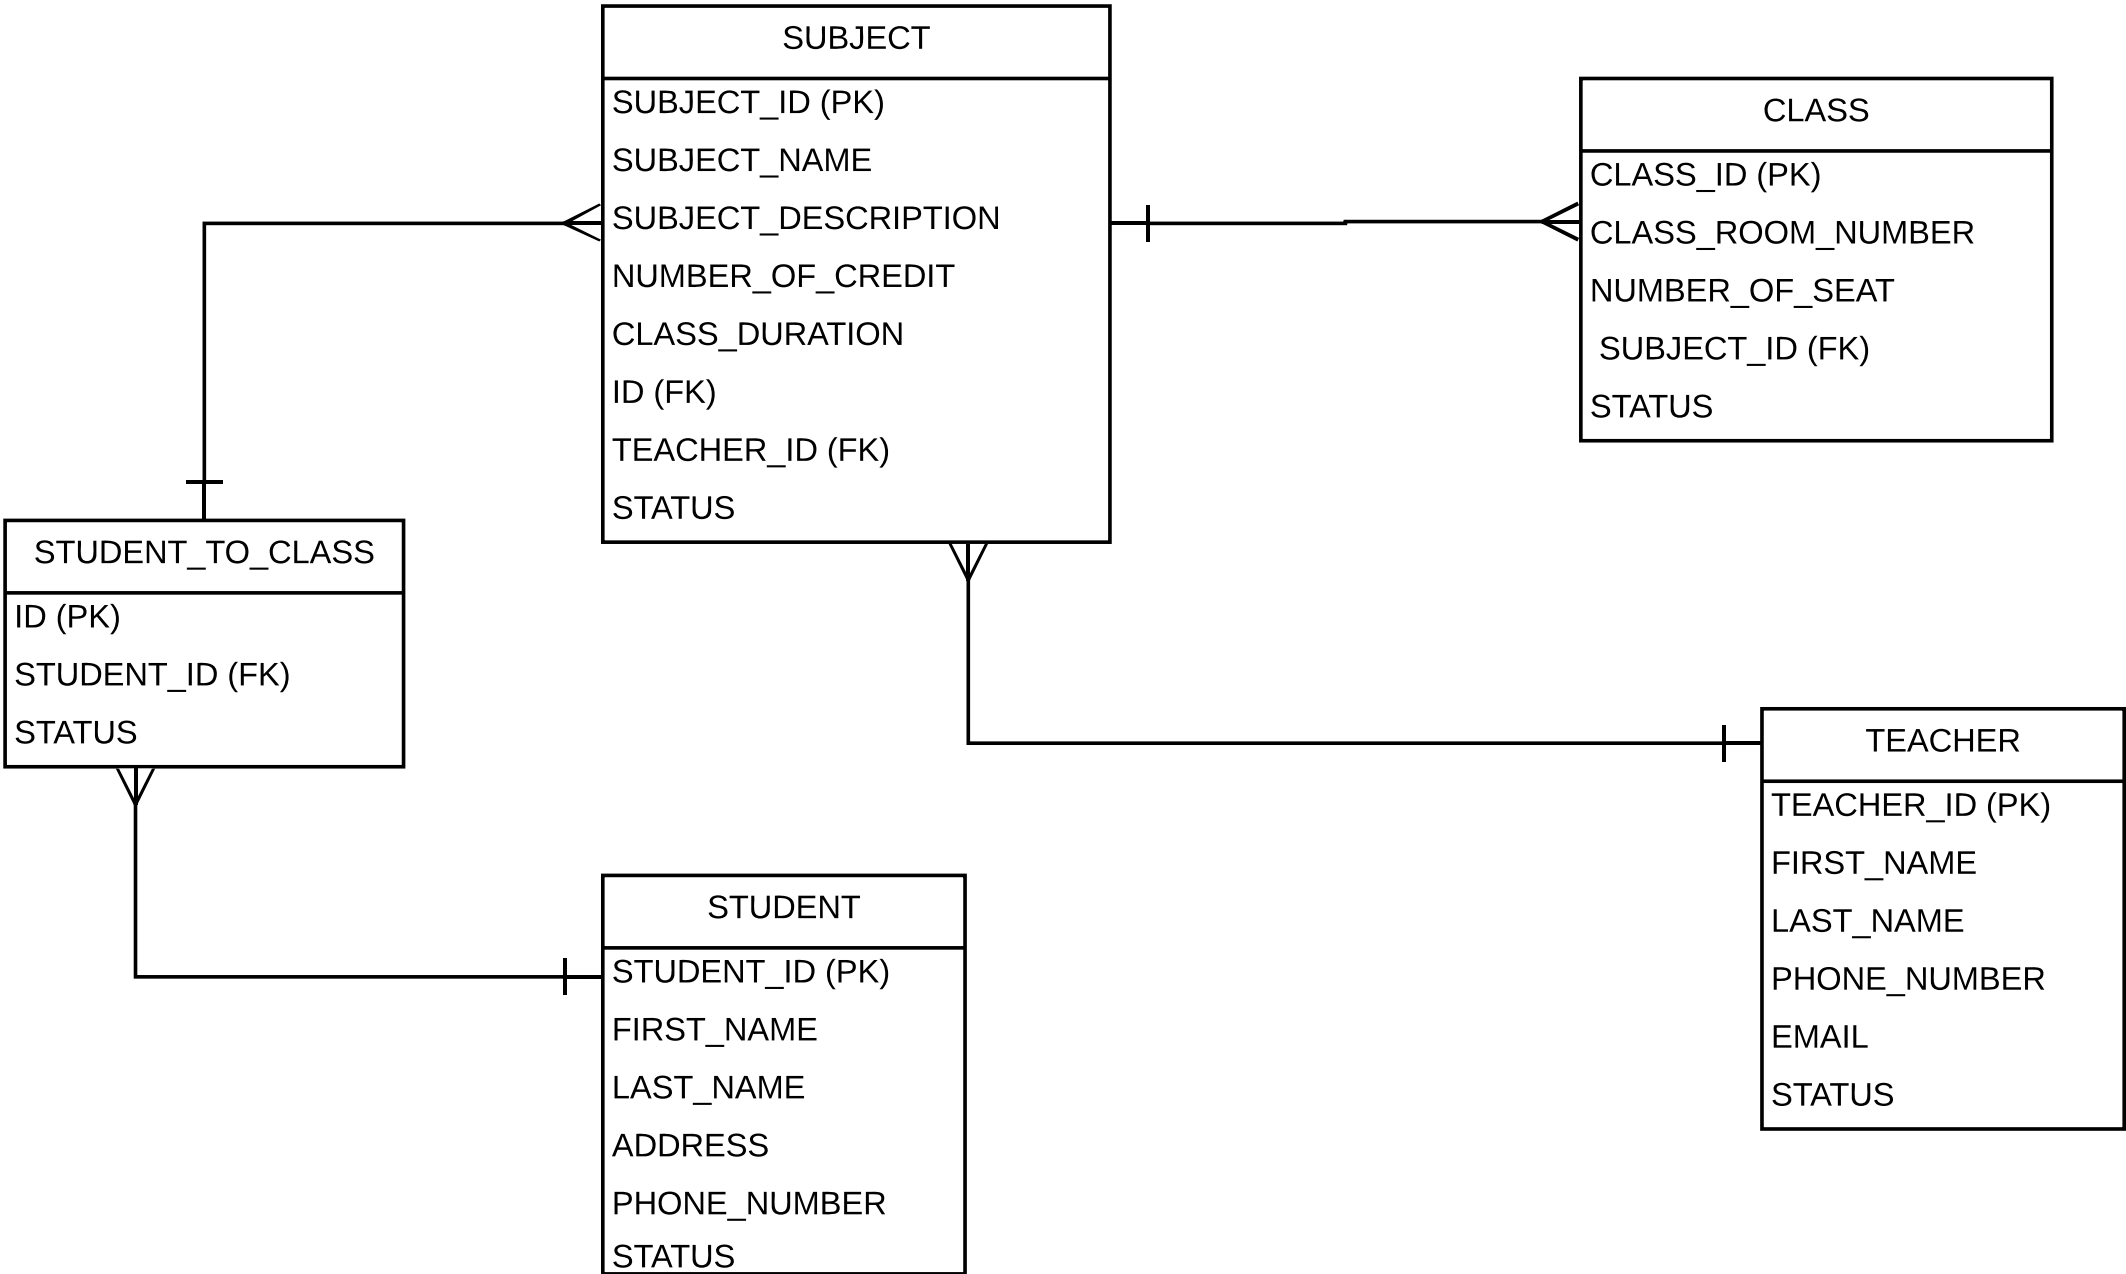 SUBJECT
SUBJECT_ID (PK)
SUBJECT_NAME
SUBJECT_DESCRIPTION
NUMBER_OF_CREDIT
CLASS_DURATION
ID (FK)
TEACHER_ID (FK)
STATUS
CLASS
CLASS_ID (PK)
CLASS_ROOM_NUMBER
NUMBER_OF_SEAT
SUBJECT_ID (FK)
STATUS
STUDENT_TO_CLASS
ID (PK)
STUDENT_ID (FK)
STATUS
STUDENT
STUDENT_ID (PK)
FIRST_NAME
LAST_NAME
ADDRESS
PHONE_NUMBER
STATUS
TEACHER
TEACHER_ID (PK)
FIRST_NAME
LAST_NAME
PHONE_NUMBER
EMAIL
STATUS